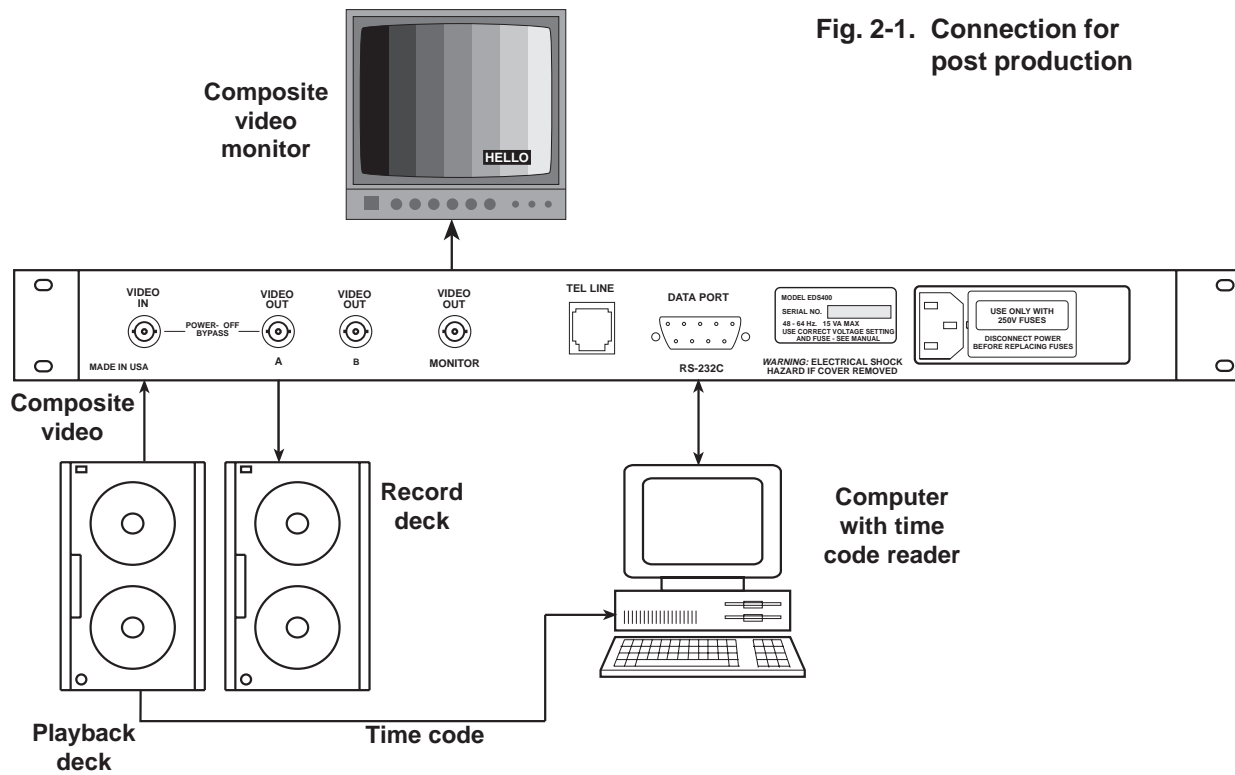 Fig. 2-1. Connection for
post production
Composite
video
monitor
HELLO
VIDEO
IN
POWER- OFF
BYPASS
VIDEO
OUT
A
VIDEO
OUT
B
VIDEO
OUT
MONITOR
TEL LINE
DATA PORT
RS-232C
MODEL EDS400
SERIAL NO.
48 - 64 Hz. 15 VA MAX
USE CORRECT VOLTAGE SETTING
AND FUSE - SEE MANUAL
WARNING: ELECTRICAL SHOCK
HAZARD IF COVER REMOVED
USE ONLY WITH
250V FUSES
DISCONNECT POWER
BEFORE REPLACING FUSES
MADE IN USA
Composite
video
Record
deck
Computer
with time
code reader
Playback
deck
Time code